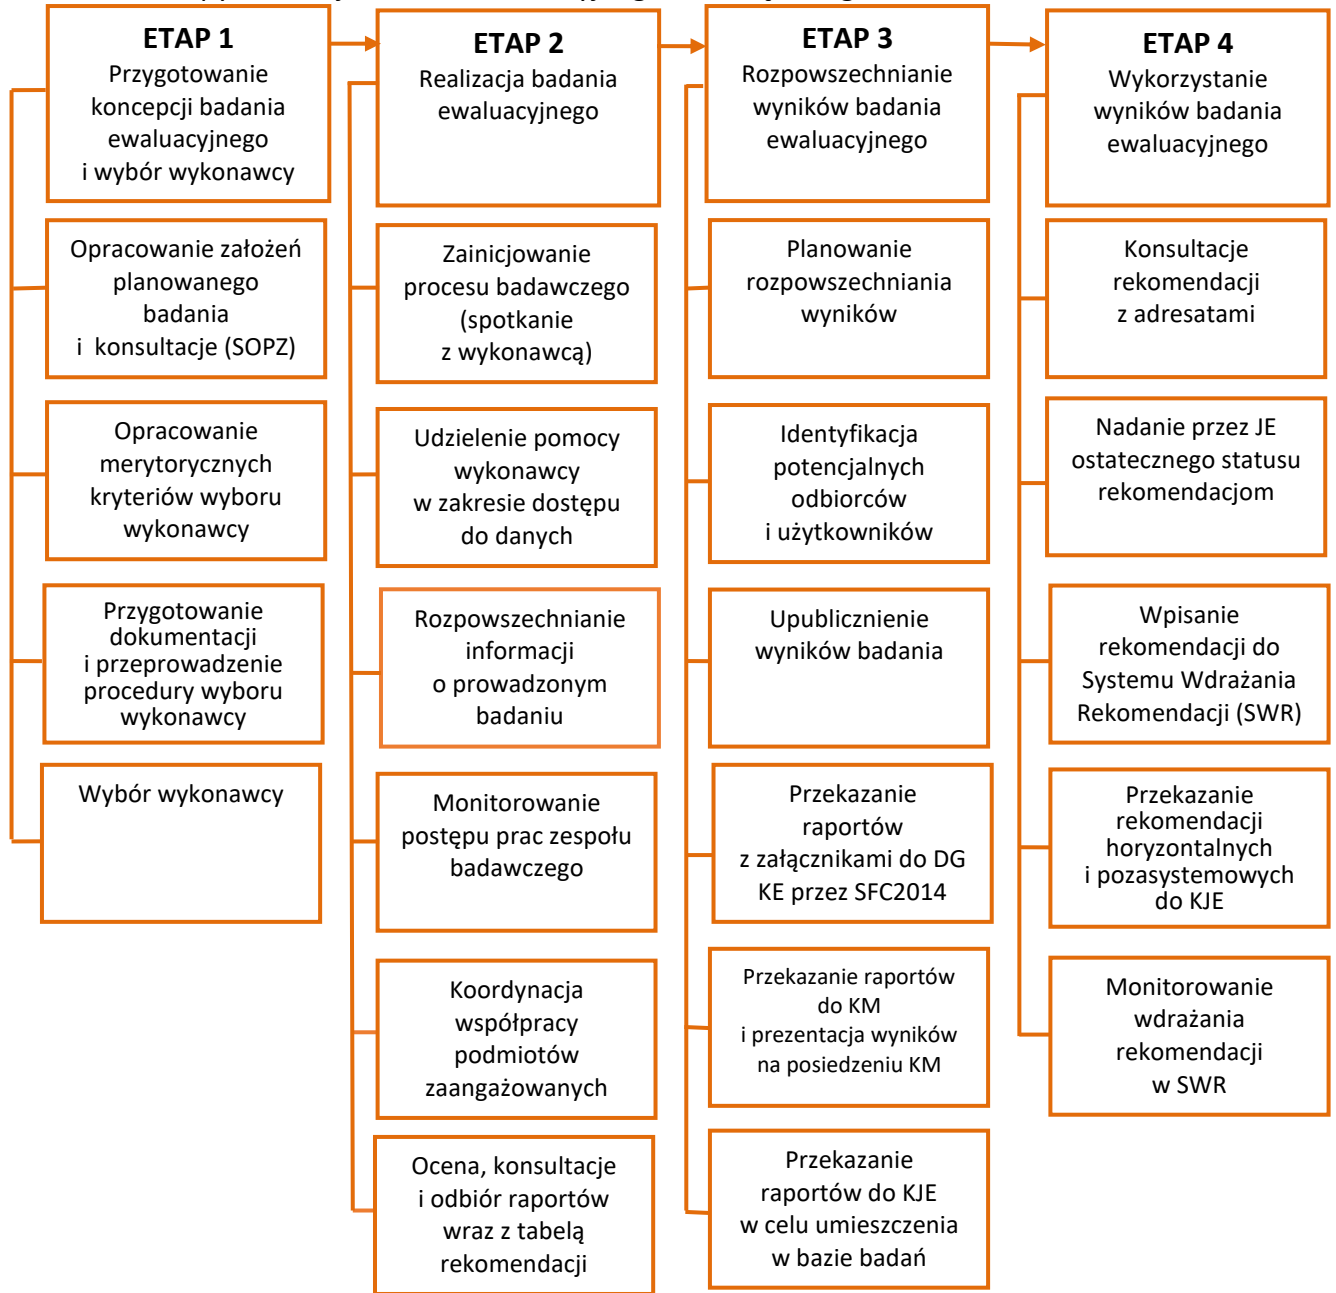 ETAP 1
Przygotowanie
koncepcji badania
ewaluacyjnego
i wybór wykonawcy
Opracowanie założeń
planowanego
badania
i konsultacje (SOPZ)
Opracowanie
merytorycznych
kryteriów wyboru
wykonawcy
Przygotowanie
dokumentacji
i przeprowadzenie
procedury wyboru
wykonawcy
Wybór wykonawcy
ETAP 2
Realizacja badania
ewaluacyjnego
Zainicjowanie
procesu badawczego
(spotkanie
z wykonawcą)
Udzielenie pomocy
wykonawcy
w zakresie dostępu
do danych
Rozpowszechnianie
informacji
o prowadzonym
badaniu
Monitorowanie
postępu prac zespołu
badawczego
Koordynacja
współpracy
podmiotów
zaangażowanych
Ocena, konsultacje
i odbiór raportów
wraz z tabelą
rekomendacji
ETAP 3
Rozpowszechnianie
wyników badania
ewaluacyjnego
Planowanie
rozpowszechniania
wyników
Identyfikacja
potencjalnych
odbiorców
i użytkowników
Upublicznienie
wyników badania
Przekazanie
raportów
z załącznikami do DG
KE przez SFC2014
Przekazanie raportów
do KM
i prezentacja wyników
na posiedzeniu KM
Przekazanie
raportów do KJE
w celu umieszczenia
w bazie badań
ETAP 4
Wykorzystanie
wyników badania
ewaluacyjnego
Konsultacje
rekomendacji
z adresatami
Nadanie przez JE
ostatecznego statusu
rekomendacjom
Wpisanie
rekomendacji do
Systemu Wdrażania
Rekomendacji (SWR)
Przekazanie
rekomendacji
horyzontalnych
i pozasystemowych
do KJE
Monitorowanie
wdrażania
rekomendacji
w SWR